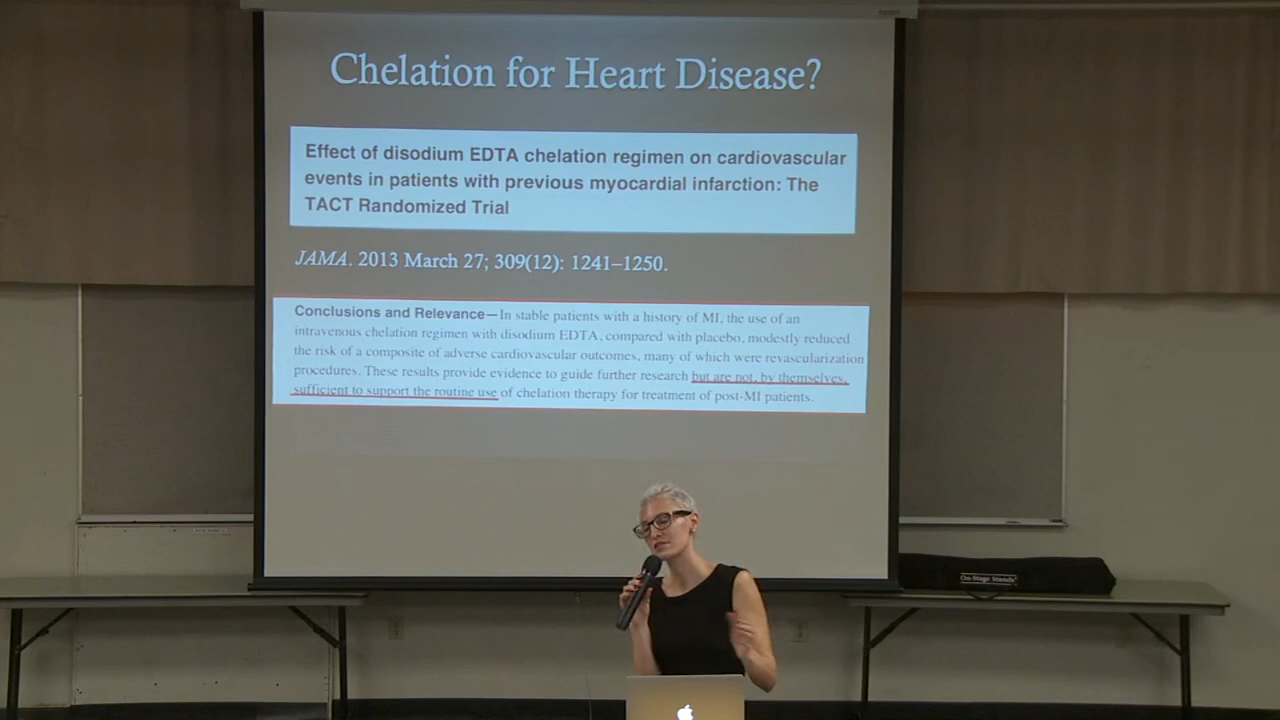 Chelation for Heart Disease?
Effect of disodium EDTA chelation regimen on cardiovascular
events in patients with previous myocardial infarction: The
TACT Randomized Trial
JAMA. 2013 March 27; 309(12): 1241–1250.
Conclusions and Relevance—In stable patients with a history of MI, the use of an
intravenous chelation regimen with disodium EDTA, compared with placebo, modestly reduced
the risk of a composite of adverse cardiovascular outcomes, many of which were revascularization
procedures. These results provide evidence to guide further research but are not, by themselves,
sufficient to support the routine use of chelation therapy for treatment of post-MI patients.
On-Stage Stands